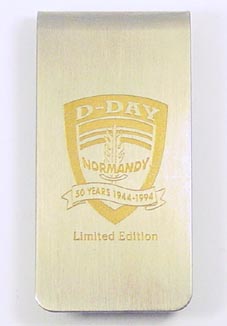 D-DAY
NORMANDY
50 YEARS 1944-1994
Limited Edition